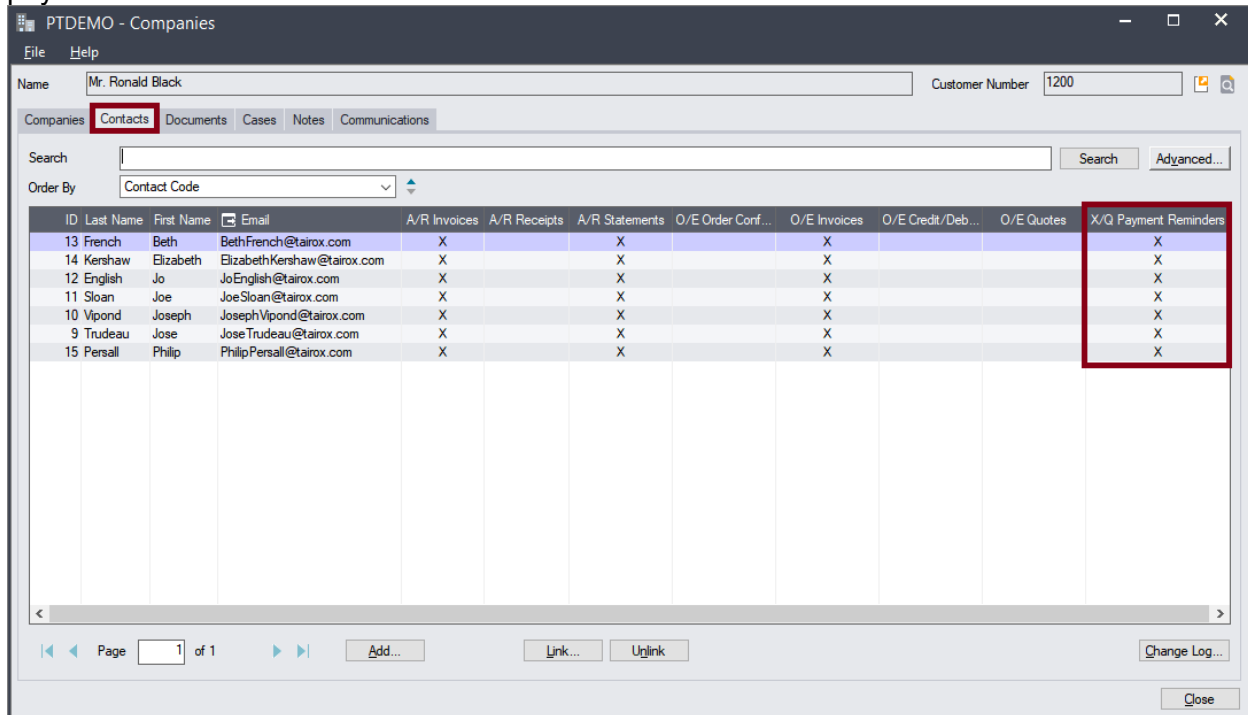 PTDEMO - Companies
File Help
Name Mr. Ronald Black Customer Number 1200
Companies Contacts Documents Cases Notes Communications
Search Search Advanced...
Order By Contact Code
ID Last Name First Name Email A/R Invoices A/R Receipts A/R Statements O/E Order Conf... O/E Invoices O/E Credit/Deb... O/E Quotes X/Q Payment Reminders
13 French Beth BethFrench@tairox.com X X X X
14 Kershaw Elizabeth ElizabethKershaw@tairox.com X X X X
12 English Jo JoEnglish@tairox.com X X X X
11 Sloan Joe JoeSloan@tairox.com X X X X
10 Vipond Joseph JosephVipond@tairox.com X X X X
9 Trudeau Jose JoseTrudeau@tairox.com X X X X
15 Persall Philip PhilipPersall@tairox.com X X X X
Page 1 of 1 Add... Link... Unlink Change Log...
Close